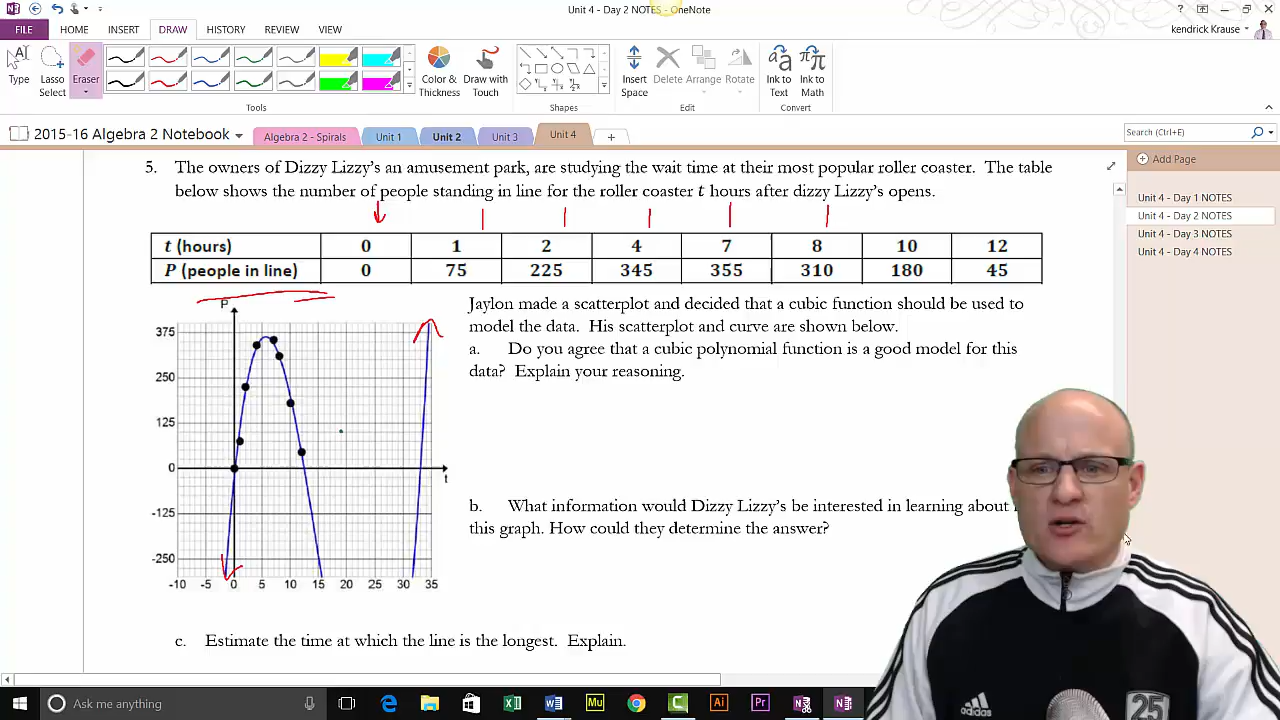 Unit 4 - Day 2 NOTES - OneNote
FILE HOME INSERT DRAW HISTORY REVIEW VIEW
kendrick Krause
Type
Lasso Select
Eraser
Color & Thickness
Draw with Touch
Insert Space
Delete
Arrange
Rotate
Ink to Text
Ink to Math
Tools
Shapes
Edit
Convert
2015-16 Algebra 2 Notebook
Algebra 2 - Spirals
Unit 1
Unit 2
Unit 3
Unit 4
Search (Ctrl+E)
Add Page
Unit 4 - Day 1 NOTES
Unit 4 - Day 2 NOTES
Unit 4 - Day 3 NOTES
Unit 4 - Day 4 NOTES
5. The owners of Dizzy Lizzy's an amusement park, are studying the wait time at their most popular roller coaster. The table
below shows the number of people standing in line for the roller coaster t hours after dizzy Lizzy's opens.
t (hours) 0 1 2 4 7 8 10 12
P (people in line) 0 75 225 345 355 310 180 45
P
375
250
125
0
-125
-250
-10 -5 0 5 10 15 20 25 30 35
t
Jaylon made a scatterplot and decided that a cubic function should be used to
model the data. His scatterplot and curve are shown below.
a. Do you agree that a cubic polynomial function is a good model for this
data? Explain your reasoning.
b. What information would Dizzy Lizzy's be interested in learning about
this graph. How could they determine the answer?
c. Estimate the time at which the line is the longest. Explain.
adidas
25
Ask me anything